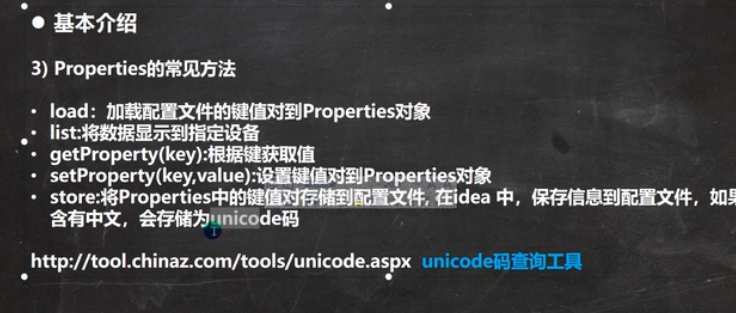 ● 基本介绍
3) Properties的常见方法
• load：加载配置文件的键值对到Properties对象
• list:将数据显示到指定设备
• getProperty(key):根据键获取值
• setProperty(key,value):设置键值对到Properties对象
• store:将Properties中的键值对存储到配置文件, 在idea 中，保存信息到配置文件，如果
含有中文，会存储为unicode码
http://tool.chinaz.com/tools/unicode.aspx unicode码查询工具